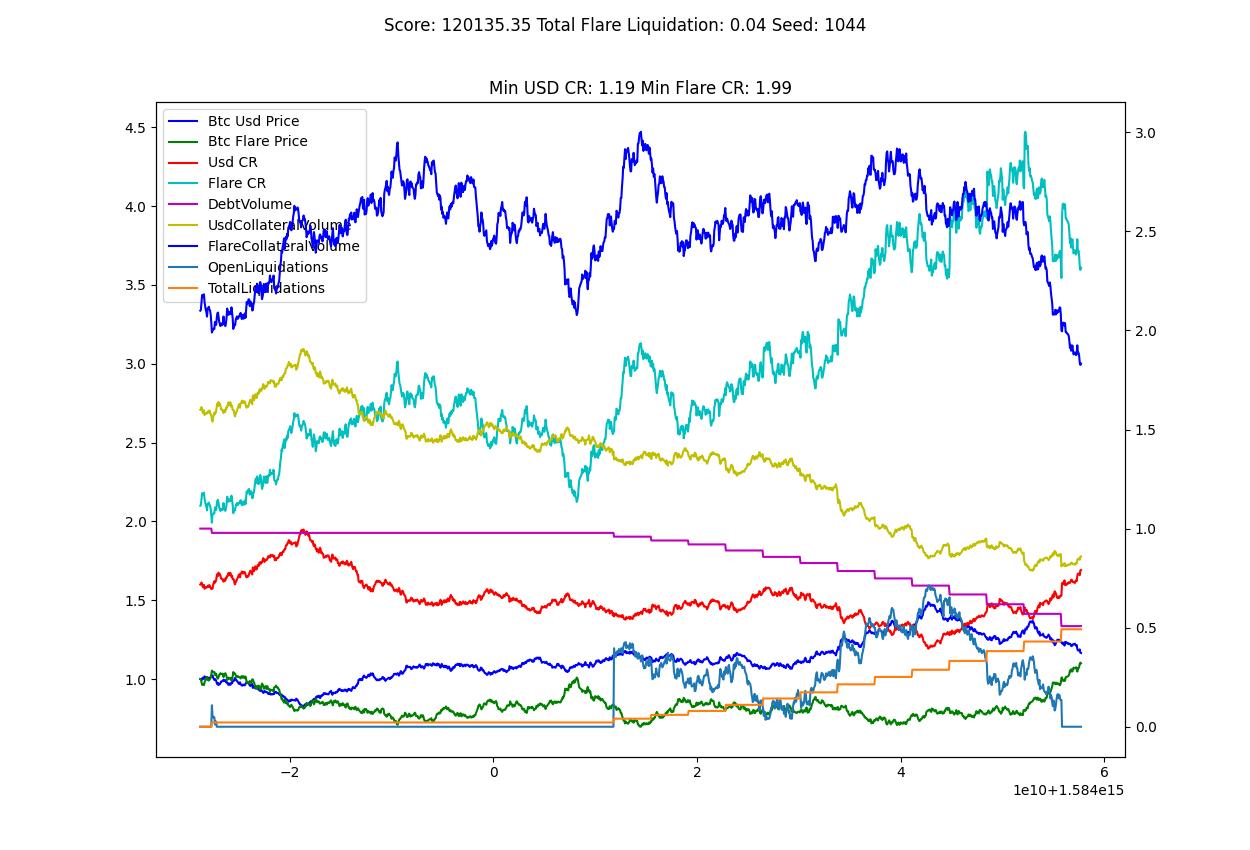 Score: 120135.35 Total Flare Liquidation: 0.04 Seed: 1044
Min USD CR: 1.19 Min Flare CR: 1.99
Btc Usd Price
Btc Flare Price
Usd CR
Flare CR
DebtVolume
UsdCollateralVolume
FlareCollateralVolume
OpenLiquidations
TotalLiquidations
4.5
4.0
3.5
3.0
2.5
2.0
1.5
1.0
3.0
2.5
2.0
1.5
1.0
0.5
0.0
−2
0
2
4
6
1e10+1.584e15